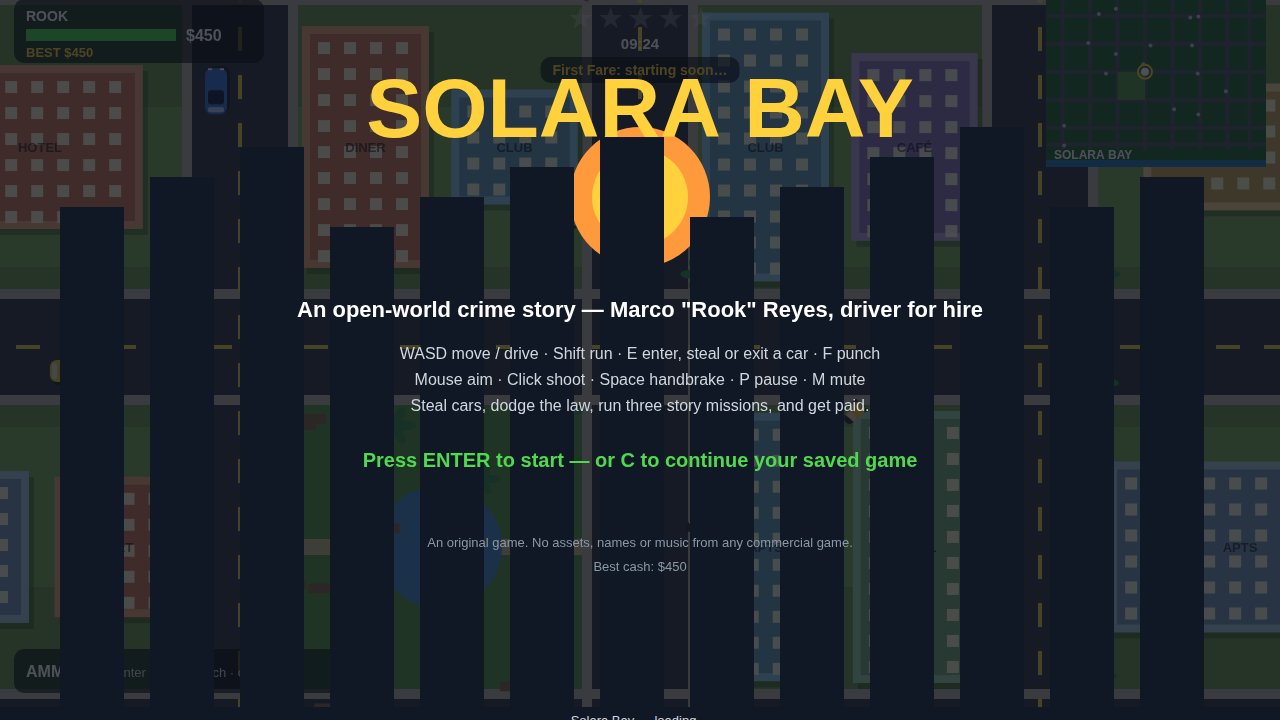 ROOK
$450
BEST $450
09:24
First Fare: starting soon…
SOLARA BAY
SOLARA BAY
HOTEL
DINER
CLUB
CLUB
CAFÉ
An open-world crime story — Marco "Rook" Reyes, driver for hire
WASD move / drive · Shift run · E enter, steal or exit a car · F punch
Mouse aim · Click shoot · Space handbrake · P pause · M mute
Steal cars, dodge the law, run three story missions, and get paid.
Press ENTER to start — or C to continue your saved game
An original game. No assets, names or music from any commercial game.
APTS
Best cash: $450